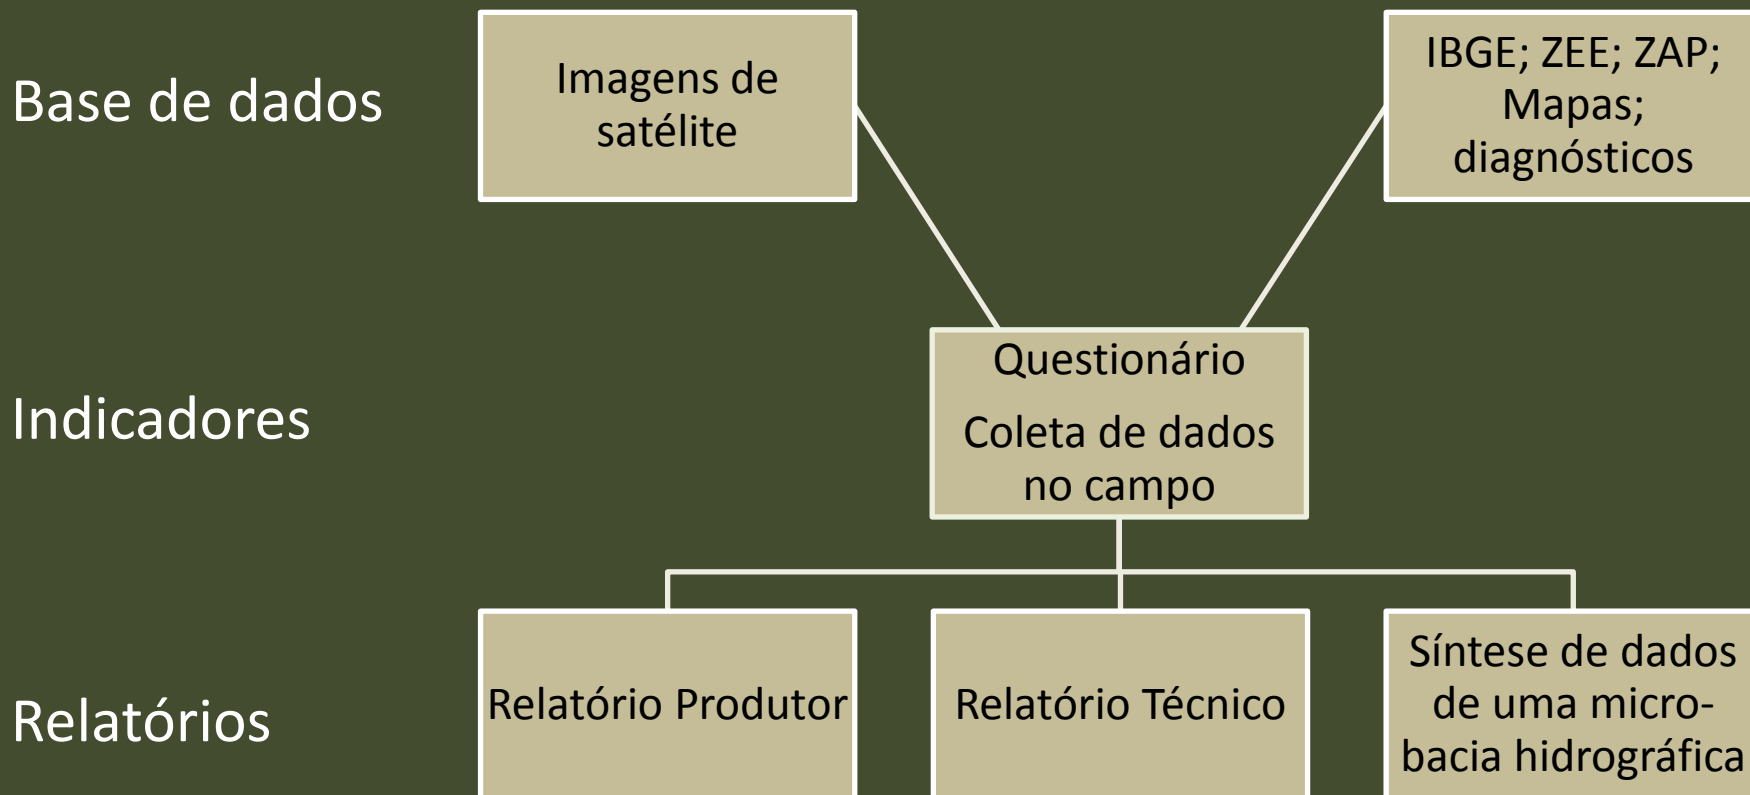 Base de dados
Imagens de
satélite
IBGE; ZEE; ZAP;
Mapas;
diagnósticos
Indicadores
Questionário
Coleta de dados
no campo
Relatórios
Relatório Produtor
Relatório Técnico
Síntese de dados
de uma micro-
bacia hidrográfica